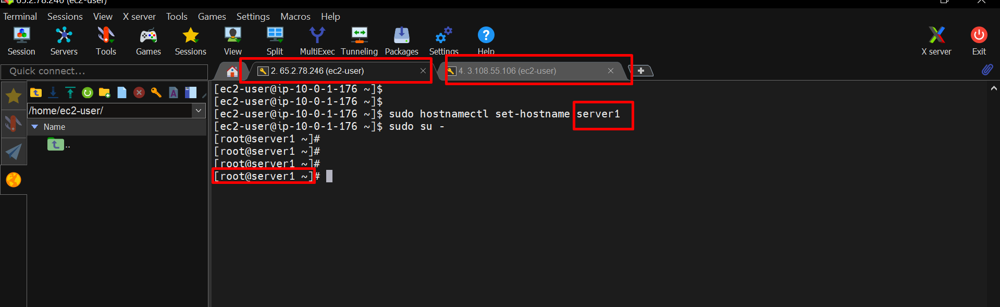 65.2.78.246 (ec2-user)
Terminal Sessions View X server Tools Games Settings Macros Help
Session Servers Tools Games Sessions View Split MultiExec Tunneling Packages Settings Help X server Exit
Quick connect...
2. 65.2.78.246 (ec2-user)
4. 3.108.55.106 (ec2-user)
/home/ec2-user/
Name
..
[ec2-user@ip-10-0-1-176 ~]$
[ec2-user@ip-10-0-1-176 ~]$
[ec2-user@ip-10-0-1-176 ~]$ sudo hostnamectl set-hostname server1
[ec2-user@ip-10-0-1-176 ~]$ sudo su -
[root@server1 ~]#
[root@server1 ~]#
[root@server1 ~]#
[root@server1 ~]#